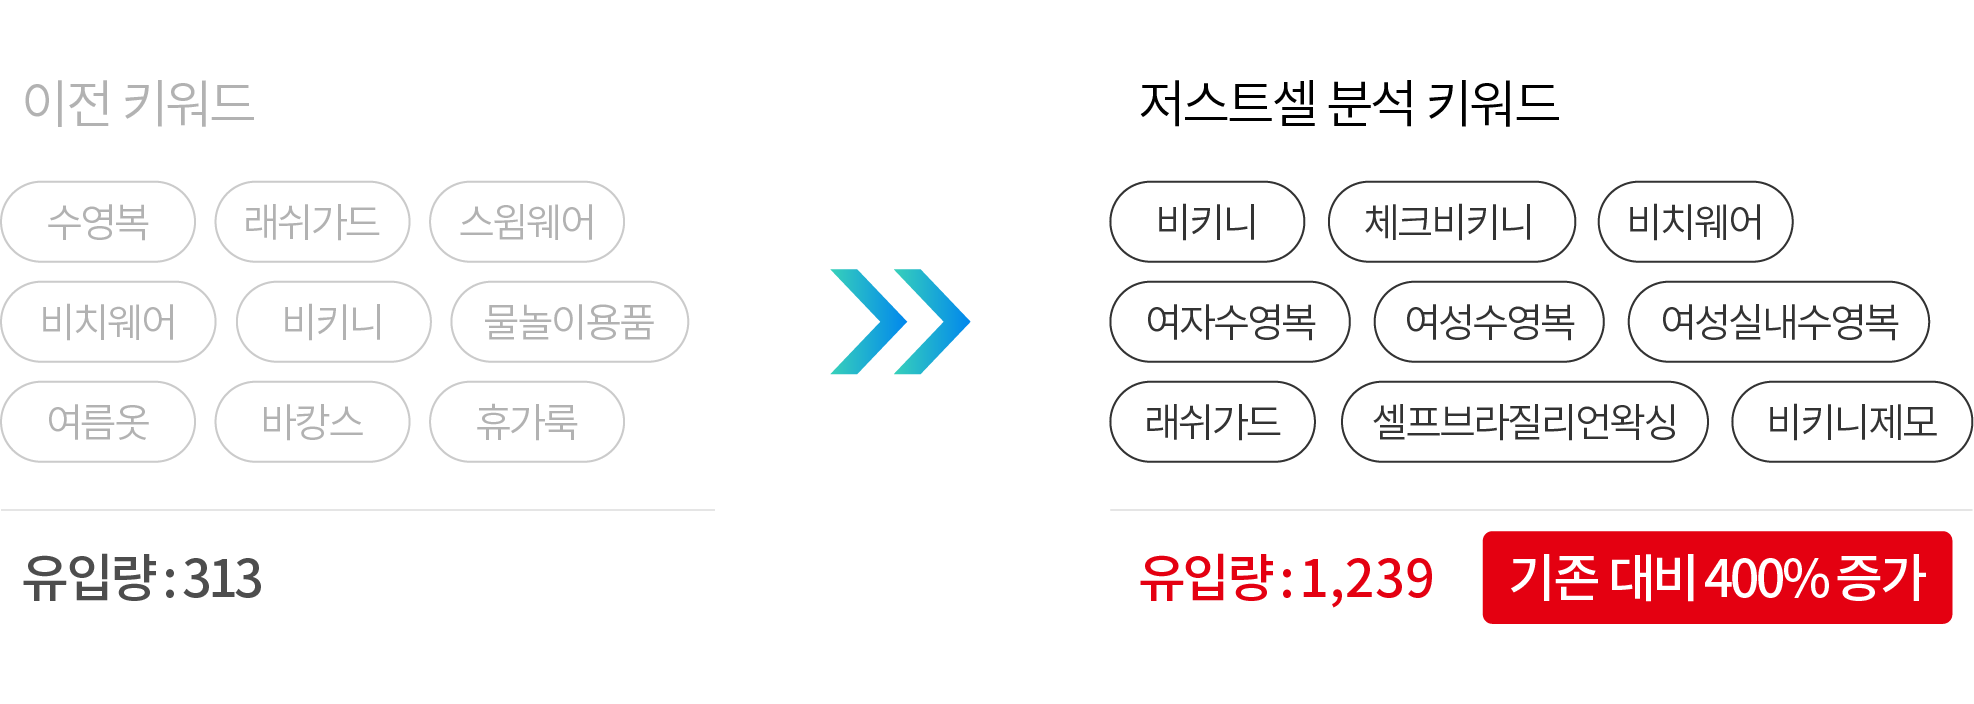 이전 키워드
수영복 래쉬가드 스윔웨어
비치웨어 비키니 물놀이용품
여름옷 바캉스 휴가룩
유입량 : 313
저스트셀 분석 키워드
비키니 체크비키니 비치웨어
여자수영복 여성수영복 여성실내수영복
래쉬가드 셀프브라질리언왁싱 비키니제모
유입량 : 1,239 기존 대비 400% 증가